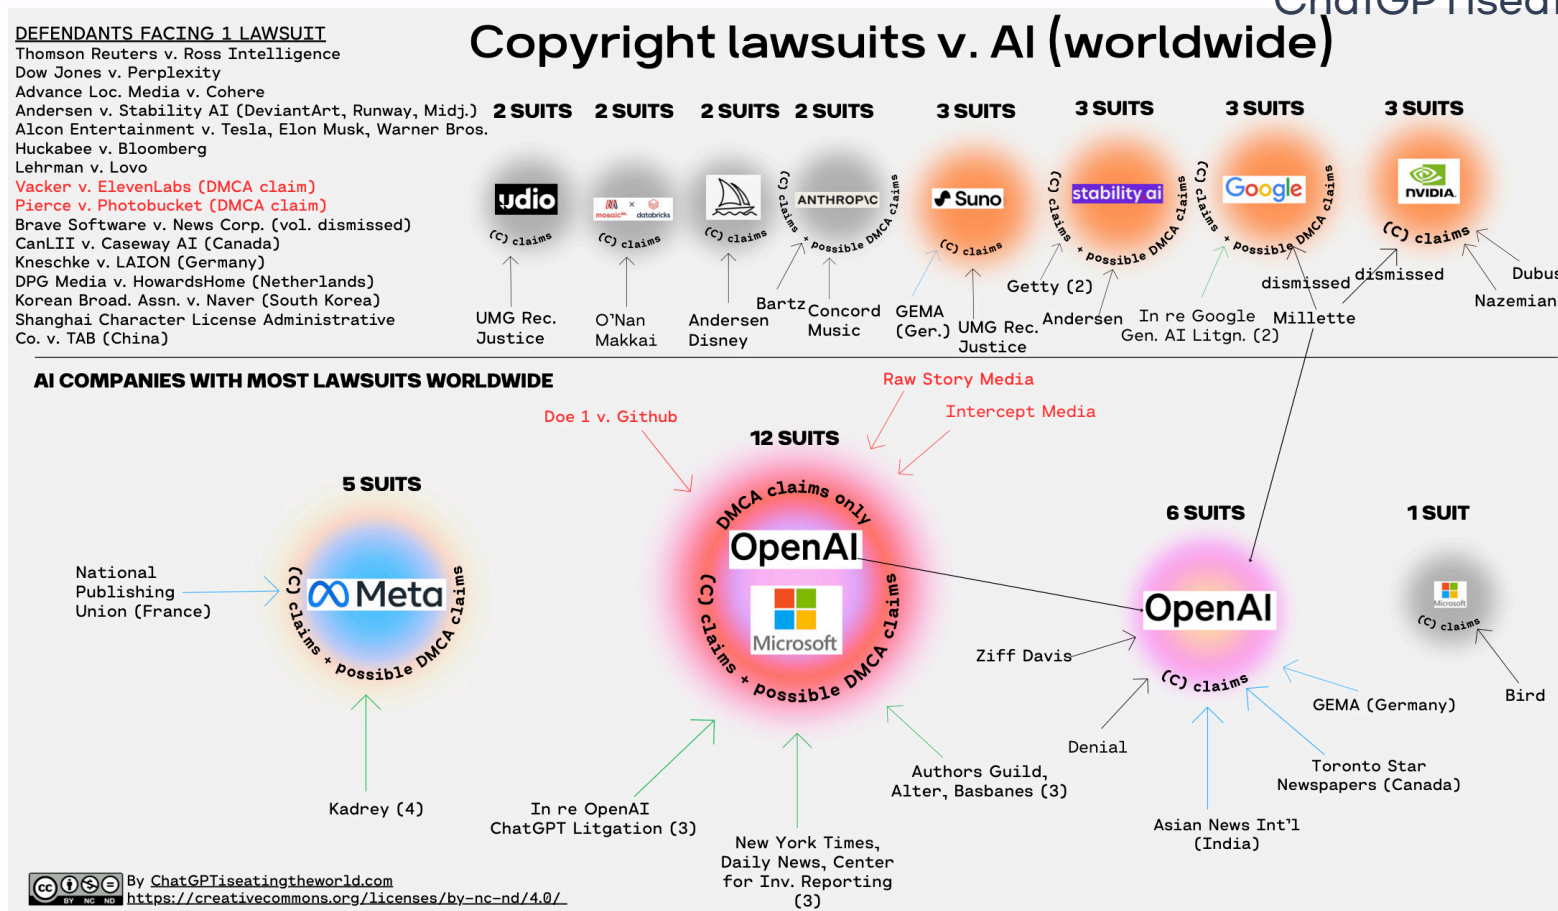 ChatGPTiseat
DEFENDANTS FACING 1 LAWSUIT
Thomson Reuters v. Ross Intelligence
Dow Jones v. Perplexity
Advance Loc. Media v. Cohere
Andersen v. Stability AI (DeviantArt, Runway, Midj.)
Alcon Entertainment v. Tesla, Elon Musk, Warner Bros.
Huckabee v. Bloomberg
Lehrman v. Lovo
Vacker v. ElevenLabs (DMCA claim)
Pierce v. Photobucket (DMCA claim)
Brave Software v. News Corp. (vol. dismissed)
CanLII v. Caseway AI (Canada)
Kneschke v. LAION (Germany)
DPG Media v. HowardsHome (Netherlands)
Korean Broad. Assn. v. Naver (South Korea)
Shanghai Character License Administrative
Co. v. TAB (China)
Copyright lawsuits v. AI (worldwide)
2 SUITS
udio
(C) claims
UMG Rec.
Justice
2 SUITS
mosaicML × databricks
(C) claims
O'Nan
Makkai
2 SUITS
(C) claims
Andersen
Disney
2 SUITS
ANTHROP\C
(C) claims + possible DMCA claims
Bartz
Concord
Music
3 SUITS
Suno
(C) claims
GEMA
(Ger.)
UMG Rec.
Justice
3 SUITS
stability ai
(C) claims + possible DMCA claims
Getty (2)
Andersen
3 SUITS
Google
(C) claims + possible DMCA claims
In re Google
Gen. AI Litgn. (2)
dismissed
Millette
3 SUITS
NVIDIA
(C) claims
dismissed
Nazemian
Dubus
AI COMPANIES WITH MOST LAWSUITS WORLDWIDE
5 SUITS
Meta
(C) claims + possible DMCA claims
National
Publishing
Union (France)
Kadrey (4)
12 SUITS
DMCA claims only
OpenAI
Microsoft
(C) claims + possible DMCA claims
Doe 1 v. Github
Raw Story Media
Intercept Media
In re OpenAI
ChatGPT Litgation (3)
New York Times,
Daily News, Center
for Inv. Reporting
(3)
Authors Guild,
Alter, Basbanes (3)
6 SUITS
OpenAI
(C) claims
Ziff Davis
Denial
Asian News Int'l
(India)
Toronto Star
Newspapers (Canada)
GEMA (Germany)
1 SUIT
Microsoft
(C) claims
Bird
cc BY NC ND
By ChatGPTiseatingtheworld.com
https://creativecommons.org/licenses/by-nc-nd/4.0/